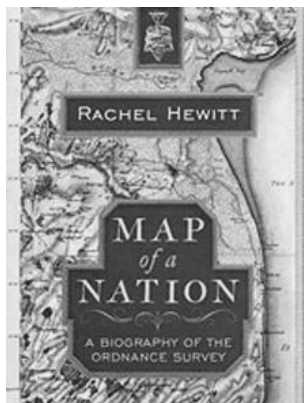 RACHEL HEWITT
MAP
of a
NATION
A BIOGRAPHY OF THE
ORDNANCE SURVEY